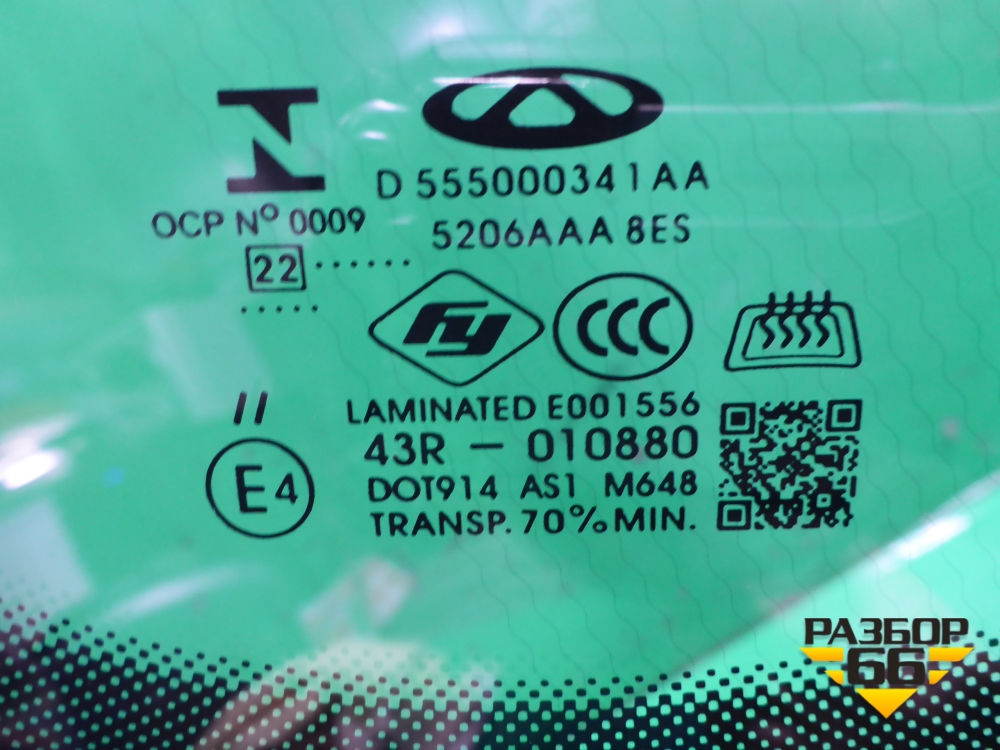 D 555000341AA
OCP Nº 0009
5206AAA 8ES
22 ······
·····
FY
CCC
//
LAMINATED E001556
43R – 010880
E4
DOT914 AS1 M648
TRANSP. 70% MIN.
РАЗБОР
66